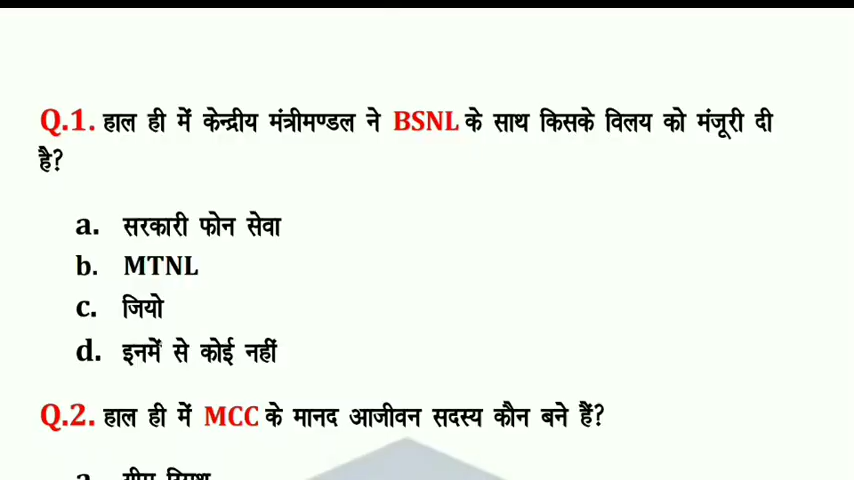 Q.1. हाल ही में केन्द्रीय मंत्रीमण्डल ने BSNL के साथ किसके विलय को मंजूरी दी
है?
a. सरकारी फोन सेवा
b. MTNL
c. जियो
d. इनमें से कोई नहीं
Q.2. हाल ही में MCC के मानद आजीवन सदस्य कौन बने हैं?
a.